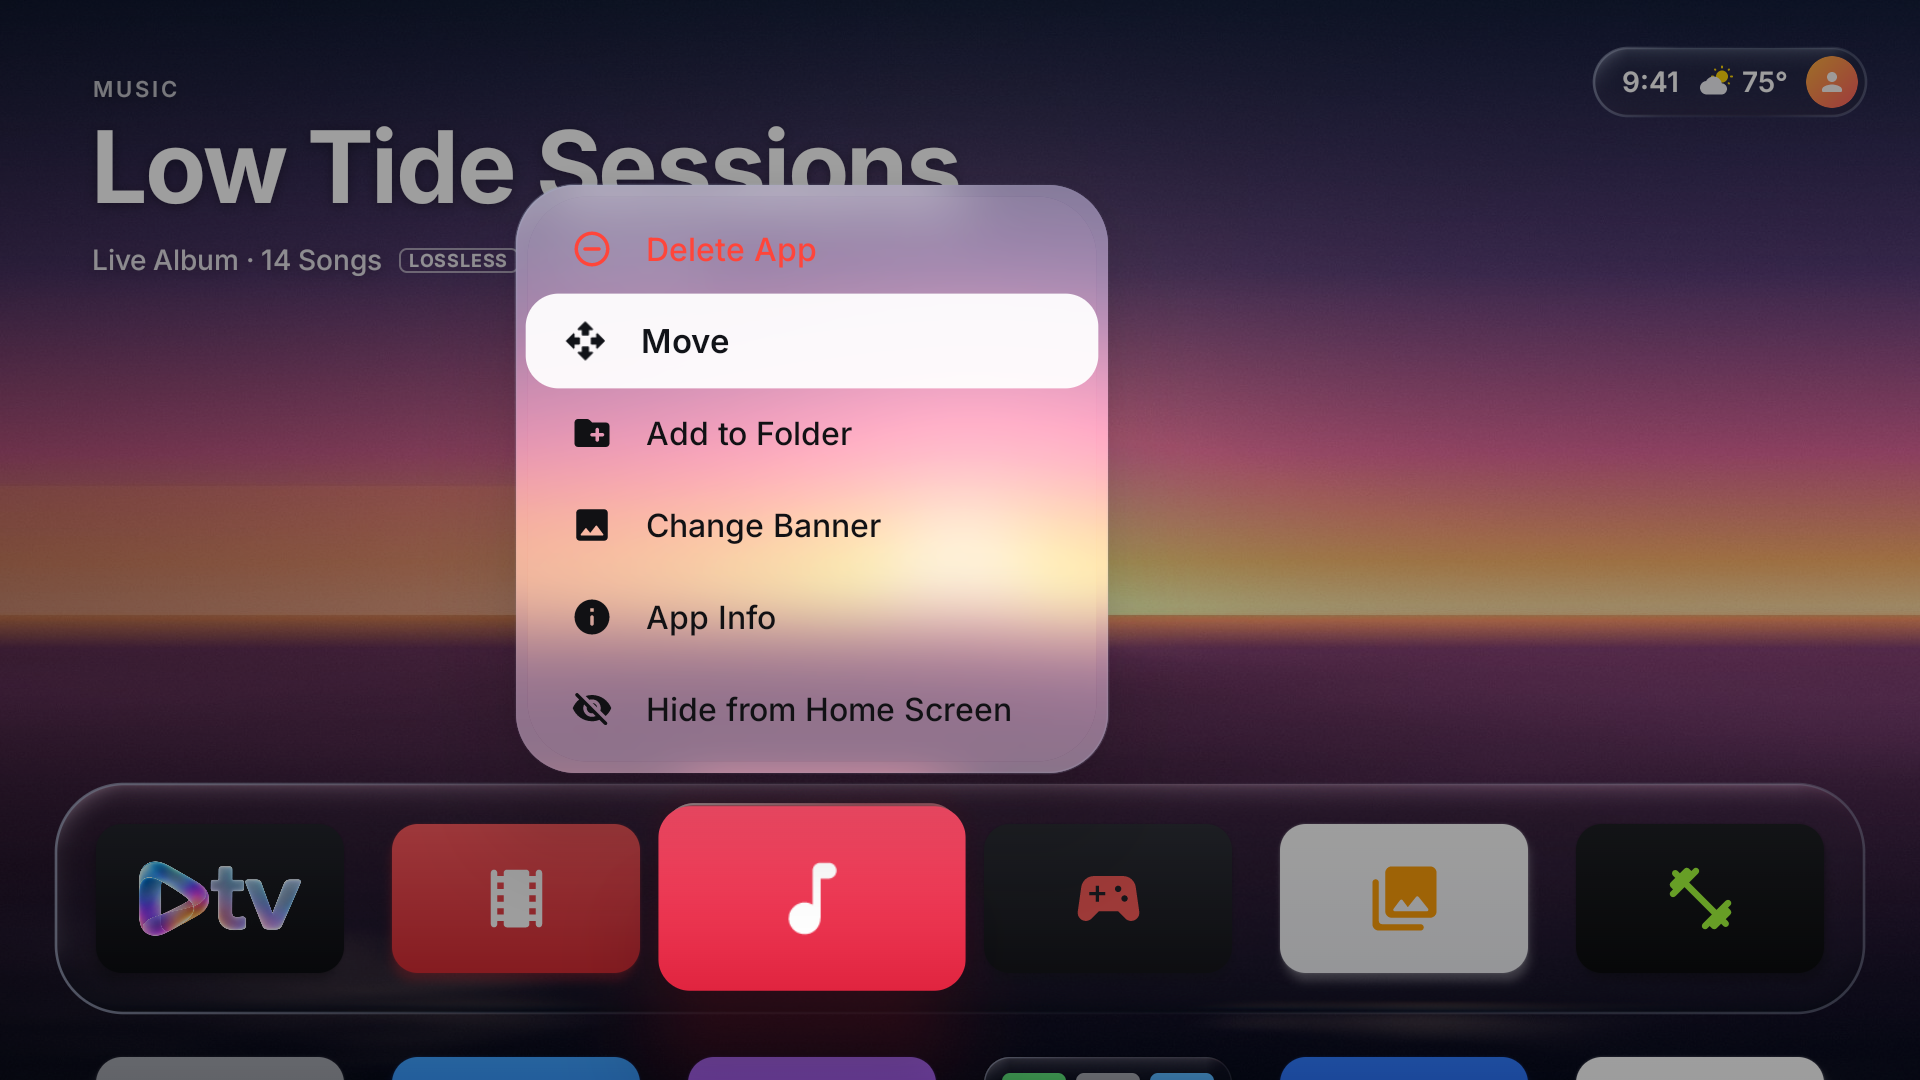 MUSIC
9:41 75°
Low Tide Sessions
Live Album · 14 Songs LOSSLESS
Delete App
Move
Add to Folder
Change Banner
App Info
Hide from Home Screen
tv